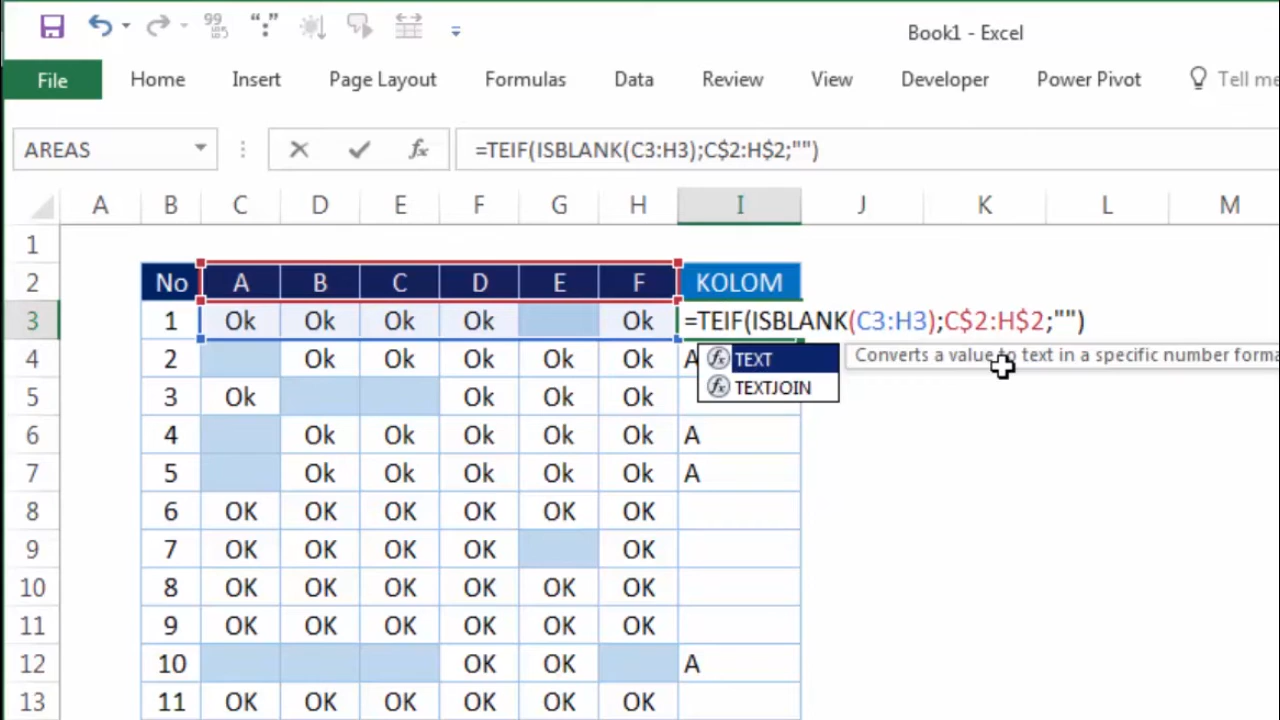 Book1 - Excel
File Home Insert Page Layout Formulas Data Review View Developer Power Pivot Tell me
AREAS fx =TEIF(ISBLANK(C3:H3);C$2:H$2;"")
A B C D E F G H I J K L M
1
2 No A B C D E F KOLOM
3 1 Ok Ok Ok Ok Ok =TEIF(ISBLANK(C3:H3);C$2:H$2;"")
4 2 Ok Ok Ok Ok Ok A
fx TEXT Converts a value to text in a specific number forma
fx TEXTJOIN
5 3 Ok Ok Ok Ok
6 4 Ok Ok Ok Ok Ok A
7 5 Ok Ok Ok Ok Ok A
8 6 OK OK OK OK OK OK
9 7 OK OK OK OK OK
10 8 OK OK OK OK OK OK
11 9 OK OK OK OK OK OK
12 10 OK OK A
13 11 OK OK OK OK OK OK